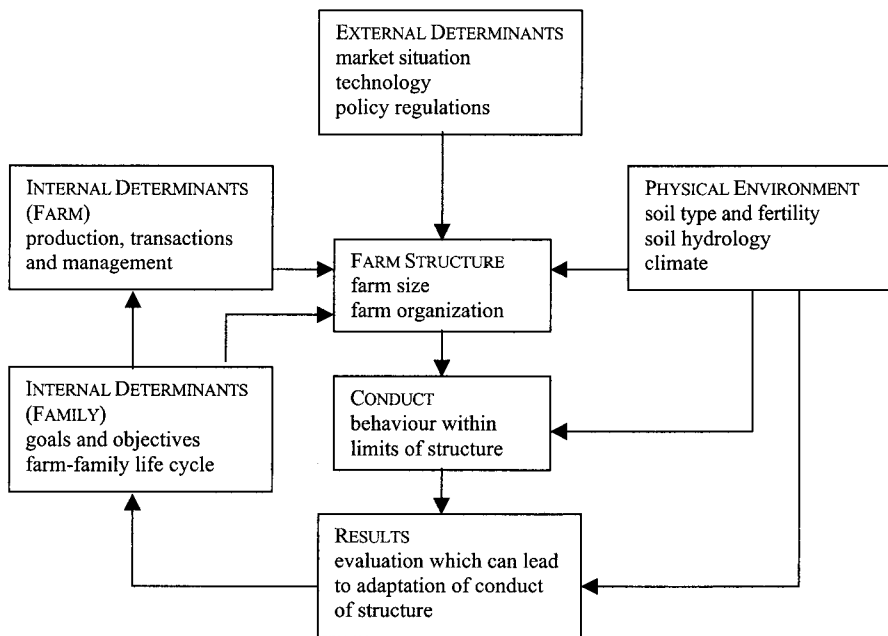 EXTERNAL DETERMINANTS
market situation
technology
policy regulations
INTERNAL DETERMINANTS
(FARM)
production, transactions
and management
PHYSICAL ENVIRONMENT
soil type and fertility
soil hydrology
climate
FARM STRUCTURE
farm size
farm organization
INTERNAL DETERMINANTS
(FAMILY)
goals and objectives
farm-family life cycle
CONDUCT
behaviour within
limits of structure
RESULTS
evaluation which can lead
to adaptation of conduct
of structure